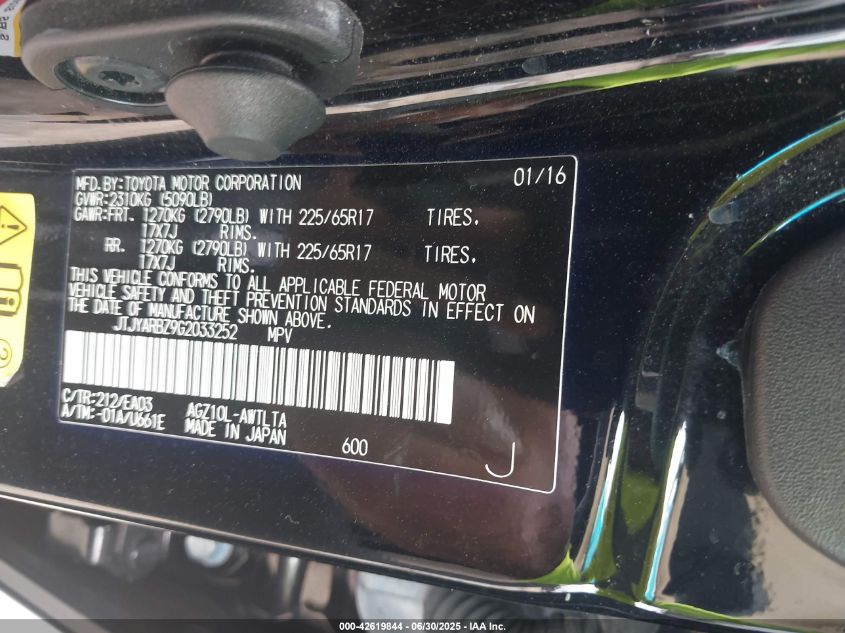 MFD.BY:TOYOTA MOTOR CORPORATION 01/16
GVWR:2310KG (5090LB)
GAWR:FRT. 1270KG (2790LB) WITH 225/65R17 TIRES.
17X7J RIMS.
RR. 1270KG (2790LB) WITH 225/65R17 TIRES.
17X7J RIMS.
THIS VEHICLE CONFORMS TO ALL APPLICABLE FEDERAL MOTOR
VEHICLE SAFETY AND THEFT PREVENTION STANDARDS IN EFFECT ON
THE DATE OF MANUFACTURE SHOWN ABOVE.
JTJYARBZ9G2033252 MPV
C/TR:212/EA03 AGZ10L-AWTLTA
A/TM:-01A/U661E MADE IN JAPAN
600 J
2
000-42619844 - 06/30/2025 - IAA Inc.